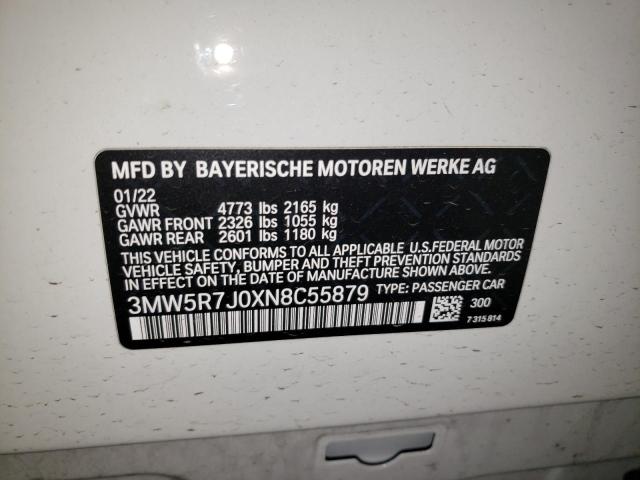 MFD BY BAYERISCHE MOTOREN WERKE AG
01/22
GVWR 4773 lbs 2165 kg
GAWR FRONT 2326 lbs 1055 kg
GAWR REAR 2601 lbs 1180 kg
THIS VEHICLE CONFORMS TO ALL APPLICABLE U.S.FEDERAL MOTOR
VEHICLE SAFETY, BUMPER AND THEFT PREVENTION STANDARDS
IN EFFECT ON THE DATE OF MANUFACTURE SHOWN ABOVE.
3MW5R7J0XN8C55879 TYPE: PASSENGER CAR
300
7 315 814